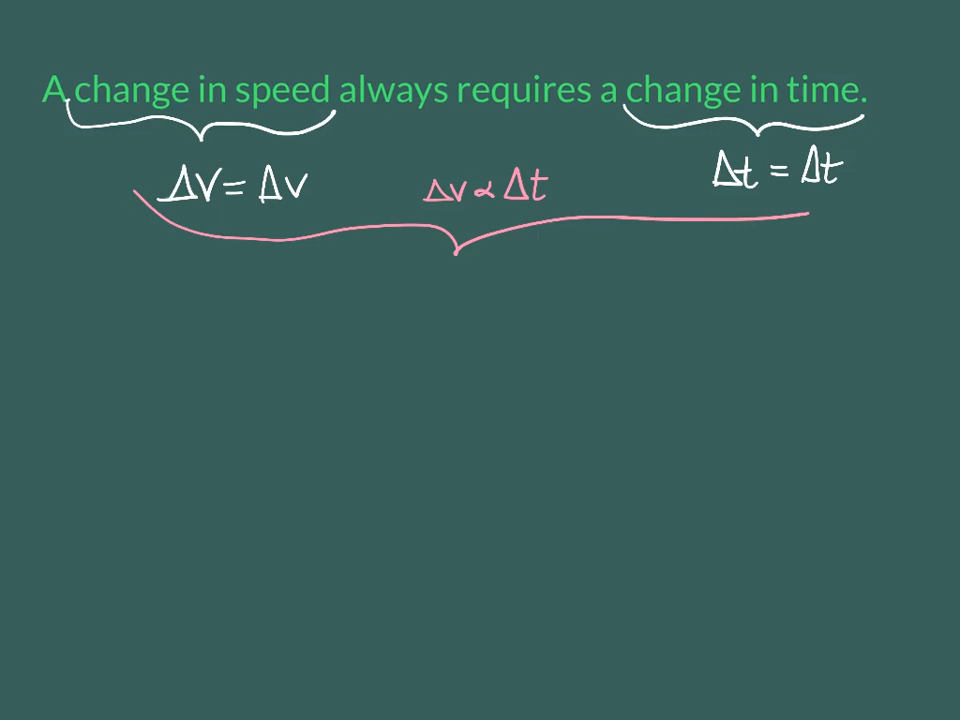 A change in speed always requires a change in time.
ΔV = Δv Δv ∝ Δt Δt = Δt